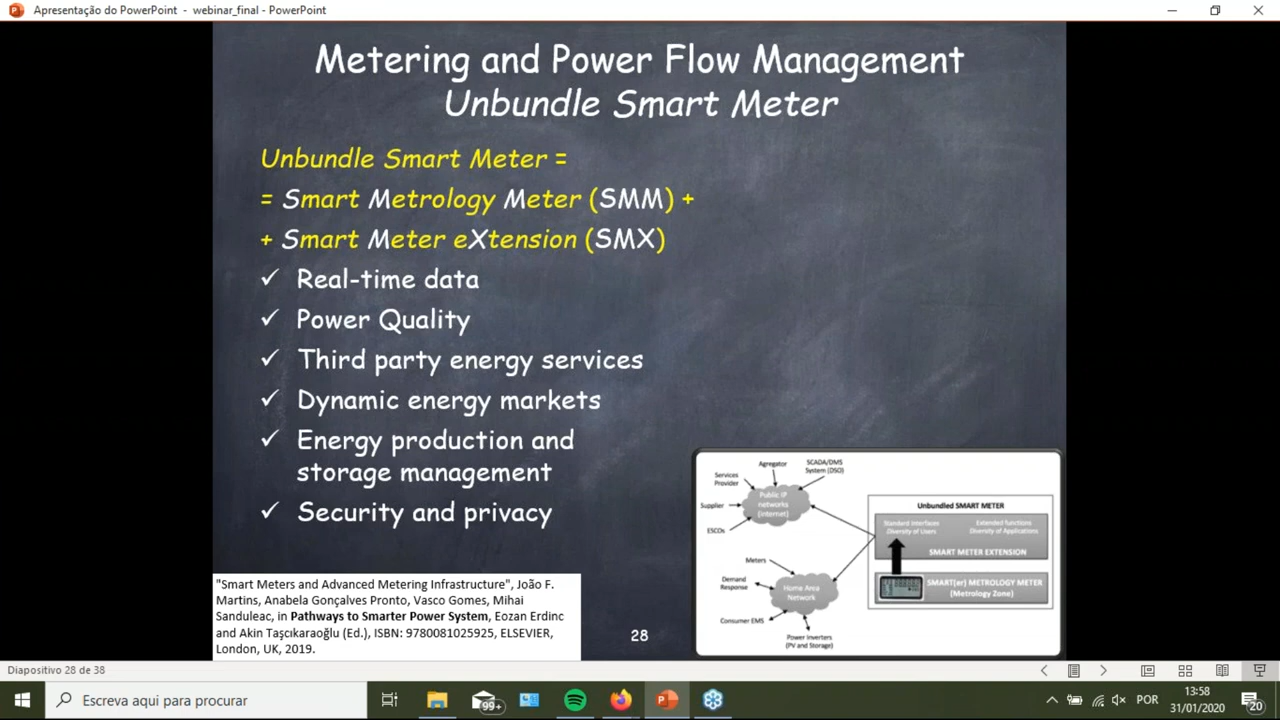 Apresentação do PowerPoint - webinar_final - PowerPoint
Metering and Power Flow Management
Unbundle Smart Meter
Unbundle Smart Meter =
= Smart Metrology Meter (SMM) +
+ Smart Meter eXtension (SMX)
✓ Real-time data
✓ Power Quality
✓ Third party energy services
✓ Dynamic energy markets
✓ Energy production and
storage management
✓ Security and privacy
"Smart Meters and Advanced Metering Infrastructure", João F.
Martins, Anabela Gonçalves Pronto, Vasco Gomes, Mihai
Sanduleac, in Pathways to Smarter Power System, Eozan Erdinc
and Akin Taşcıkaraoğlu (Ed.), ISBN: 9780081025925, ELSEVIER,
London, UK, 2019.
28
Agregator
SCADA/DMS
System (DSO)
Services
Provider
Public IP
networks
(internet)
Supplier
ESCOs
Unbundled SMART METER
Standard Interfaces
Diversity of Users
Extended functions
Diversity of Applications
SMART METER EXTENSION
SMART(er) METROLOGY METER
(Metrology Zone)
Meters
Demand
Response
Home Area
Network
Consumer EMS
Power Inverters
(PV and Storage)
Diapositivo 28 de 38
Escreva aqui para procurar
99+
POR
13:58
31/01/2020
20